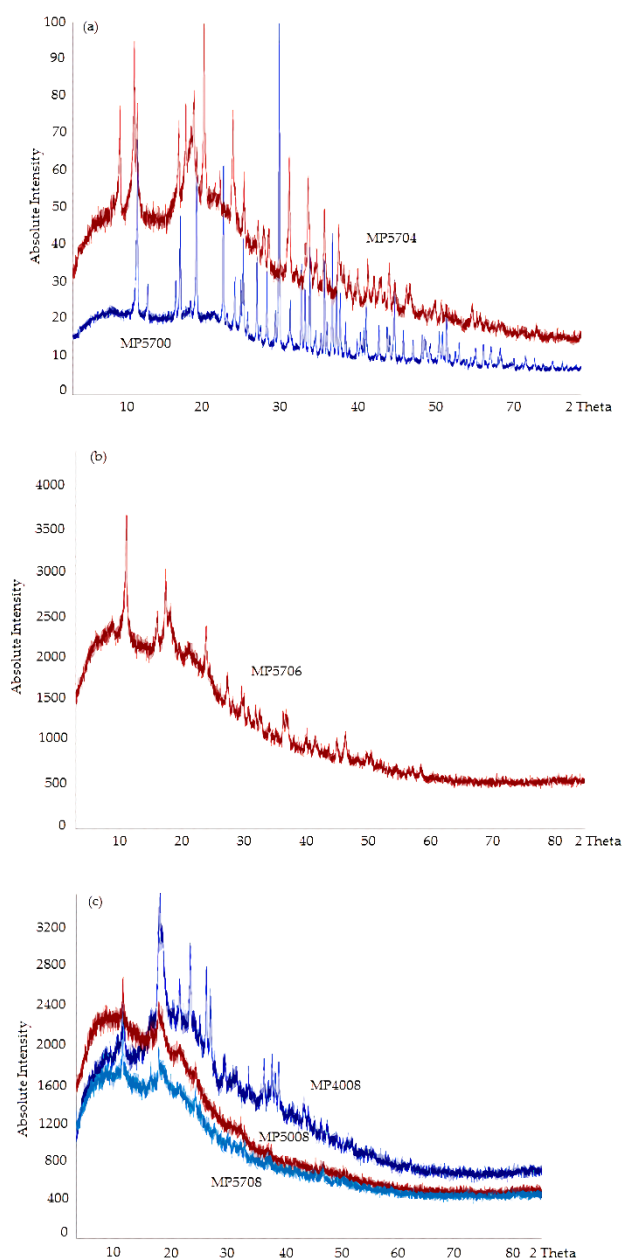 (a)
100
90
80
70
60
50
40
30
20
10
0
Absolute Intensity
MP5704
MP5700
10 20 30 40 50 60 70 2 Theta
(b)
4000
3500
3000
2500
2000
1500
1000
500
0
Absolute Intensity
MP5706
10 20 30 40 50 60 70 80 2 Theta
(c)
3200
2800
2400
2000
1600
1200
800
400
0
Absolute Intensity
MP4008
MP5008
MP5708
10 20 30 40 50 60 70 80 2 Theta